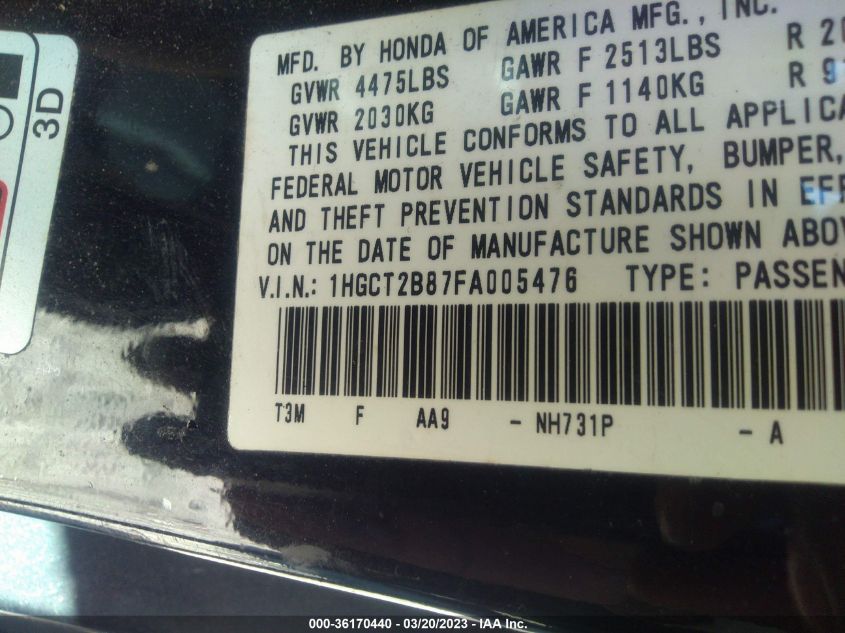 MFD. BY HONDA OF AMERICA MFG., INC.
GVWR 4475LBS GAWR F 2513LBS R
GVWR 2030KG GAWR F 1140KG R
THIS VEHICLE CONFORMS TO ALL
FEDERAL MOTOR VEHICLE SAFETY, BUMPER,
AND THEFT PREVENTION STANDARDS IN
ON THE DATE OF MANUFACTURE SHOWN
V.I.N.: 1HGCT2B87FA005476 TYPE:
T3M F AA9 - NH731P - A
3D
000-36170440 - 03/20/2023 - IAA Inc.